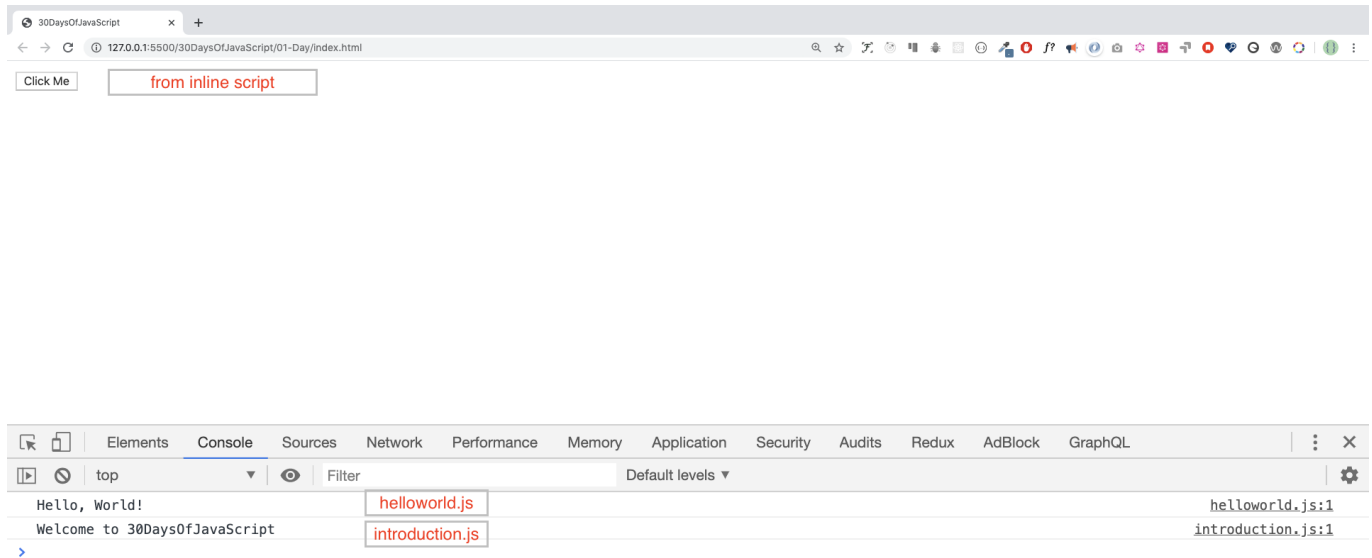 30DaysOfJavaScript
127.0.0.1:5500/30DaysOfJavaScript/01-Day/index.html
Click Me from inline script
Elements Console Sources Network Performance Memory Application Security Audits Redux AdBlock GraphQL
top Filter Default levels
Hello, World! helloworld.js helloworld.js:1
Welcome to 30DaysOfJavaScript introduction.js introduction.js:1